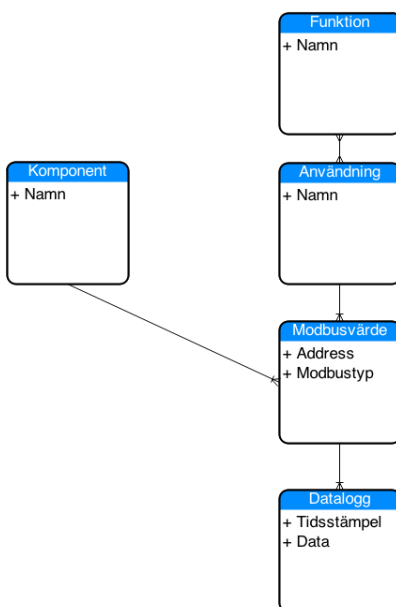 Funktion
+ Namn
Komponent
+ Namn
Användning
+ Namn
Modbusvärde
+ Address
+ Modbustyp
Datalogg
+ Tidsstämpel
+ Data